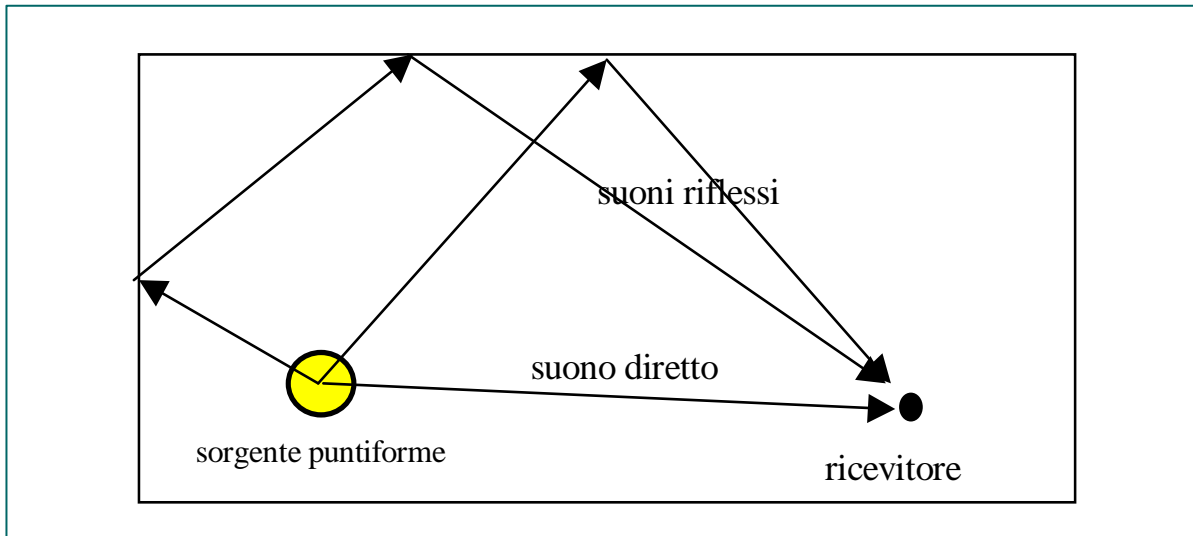 suoni riflessi
suono diretto
sorgente puntiforme
ricevitore